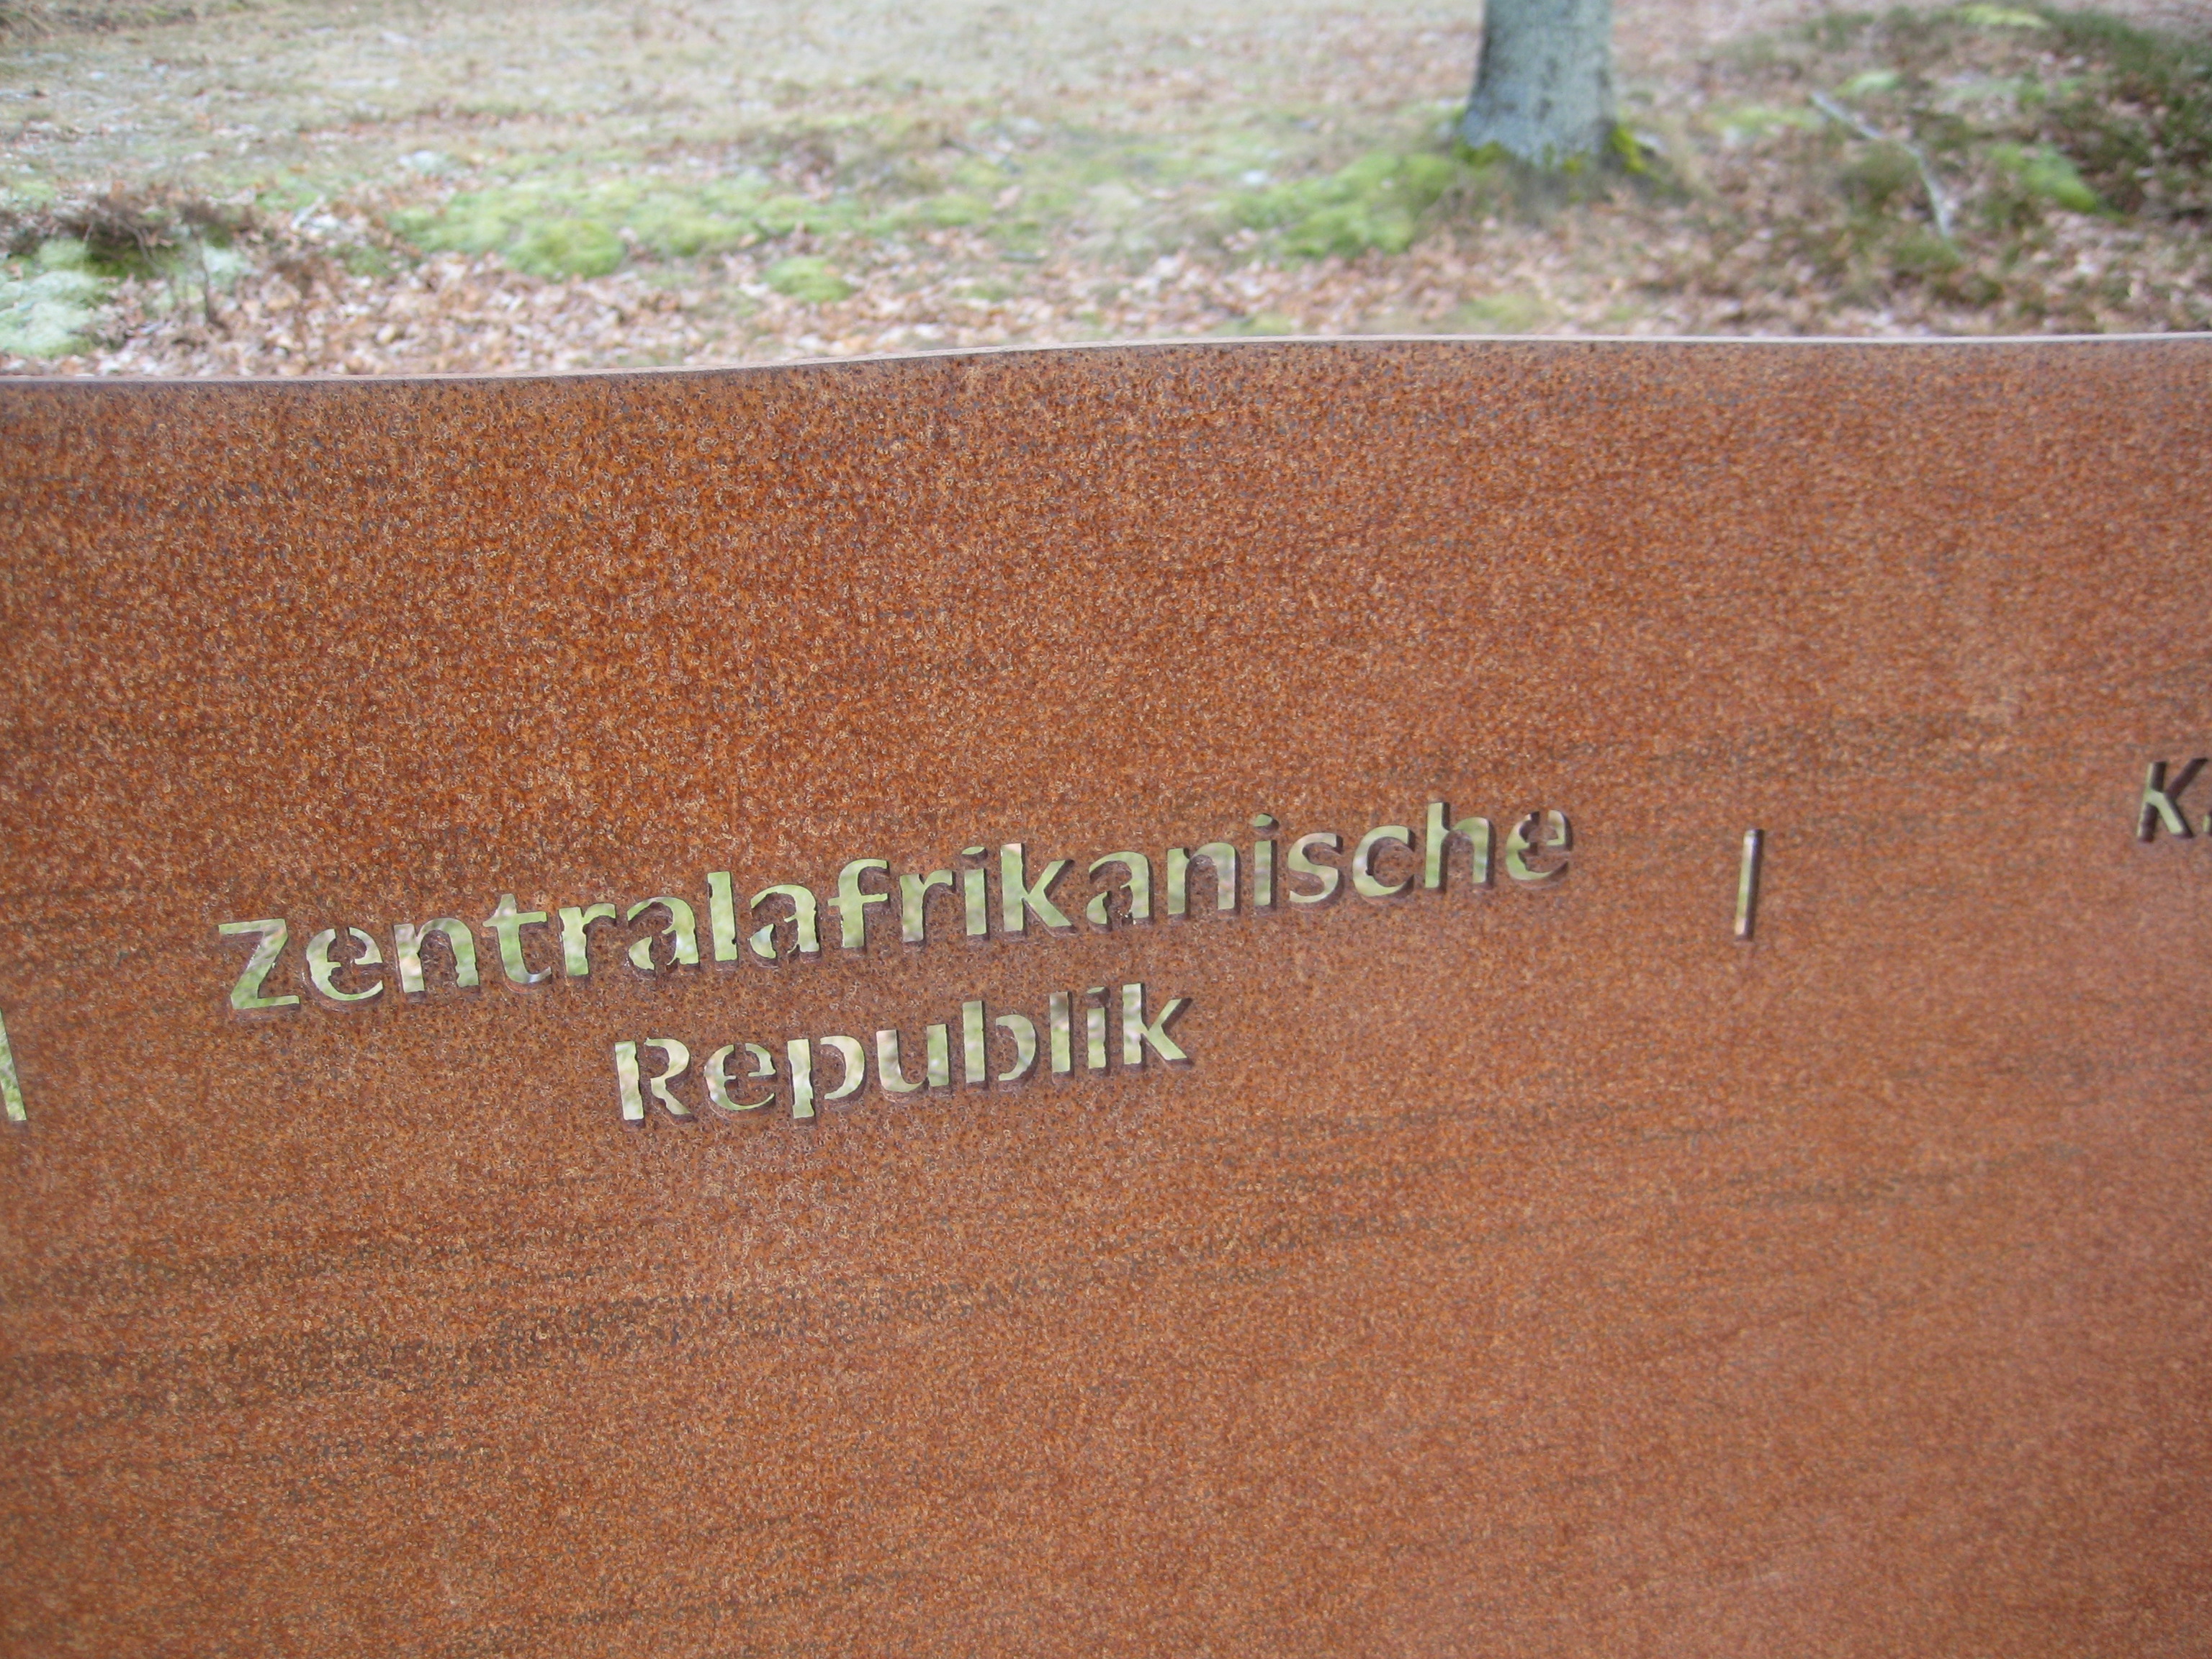 Zentralafrikanische
Republik